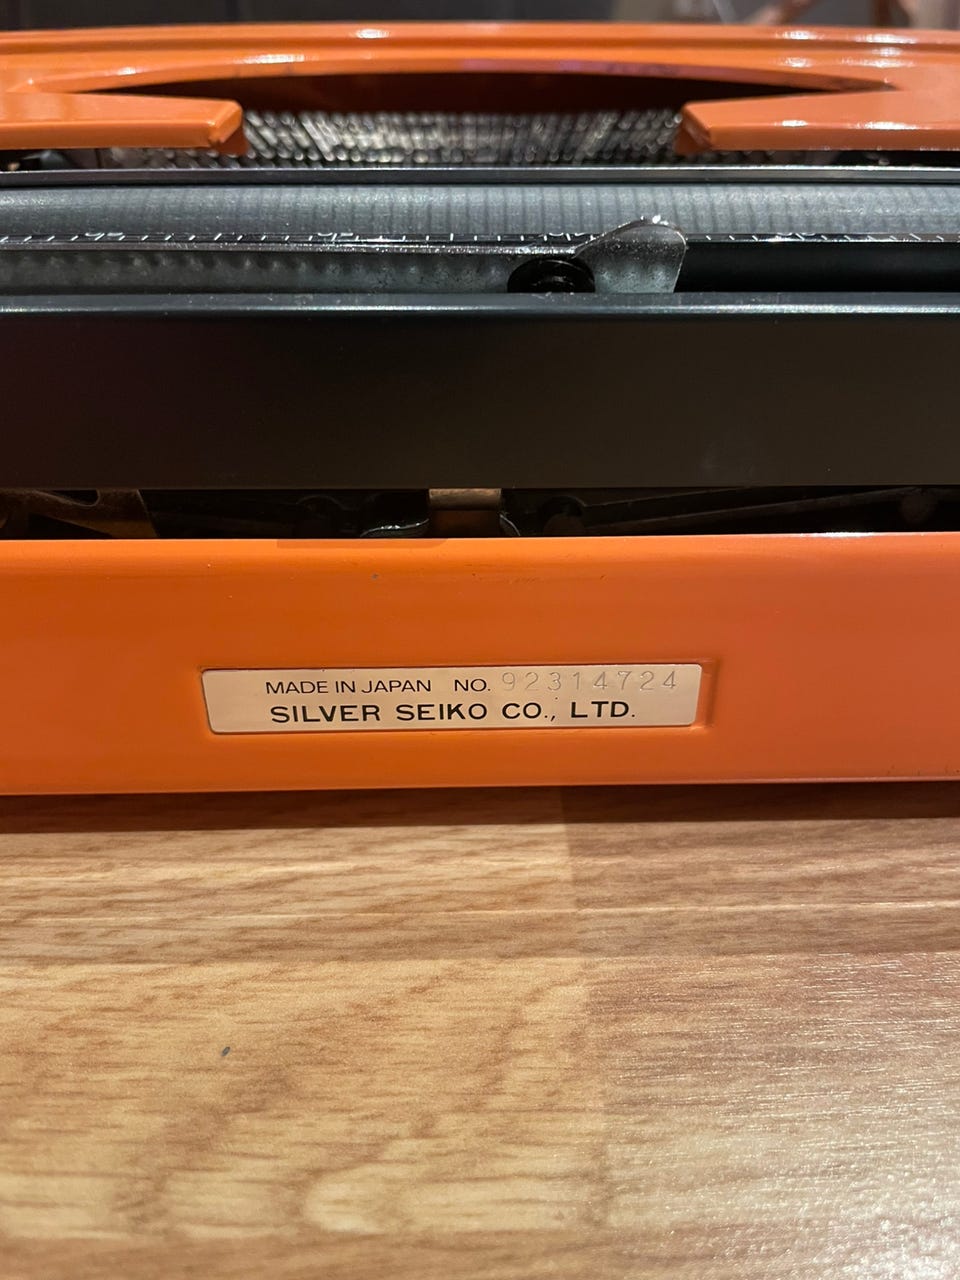 MADE IN JAPAN NO. 92314724
SILVER SEIKO CO., LTD.